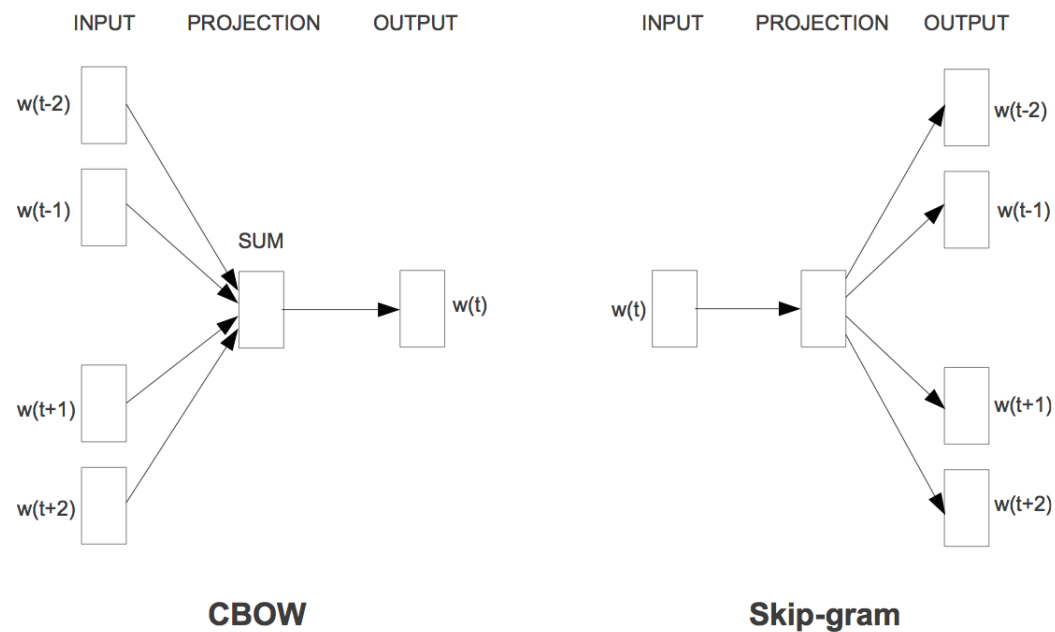 INPUT PROJECTION OUTPUT
w(t-2)
w(t-1)
SUM
w(t)
w(t+1)
w(t+2)
CBOW
INPUT PROJECTION OUTPUT
w(t-2)
w(t-1)
w(t)
w(t+1)
w(t+2)
Skip-gram